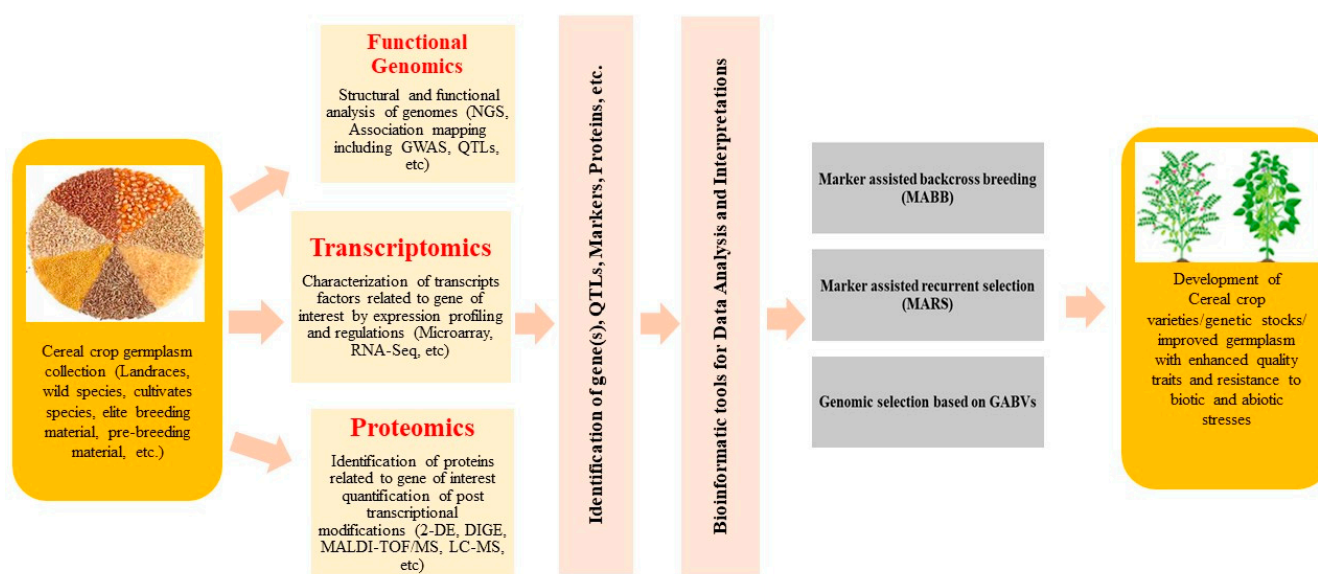 Cereal crop germplasm
collection (Landraces,
wild species, cultivates
species, elite breeding
material, pre-breeding
material, etc.)
Functional
Genomics
Structural and functional
analysis of genomes (NGS,
Association mapping
including GWAS, QTLs,
etc)
Transcriptomics
Characterization of transcripts
factors related to gene of
interest by expression profiling
and regulations (Microarray,
RNA-Seq, etc)
Proteomics
Identification of proteins
related to gene of interest
quantification of post
transcriptional
modifications (2-DE, DIGE,
MALDI-TOF/MS, LC-MS,
etc)
Identification of gene(s), QTLs, Markers, Proteins, etc.
Bioinformatic tools for Data Analysis and Interpretations
Marker assisted backcross breeding
(MABB)
Marker assisted recurrent selection
(MARS)
Genomic selection based on GABVs
Development of
Cereal crop
varieties/genetic stocks/
improved germplasm
with enhanced quality
traits and resistance to
biotic and abiotic
stresses